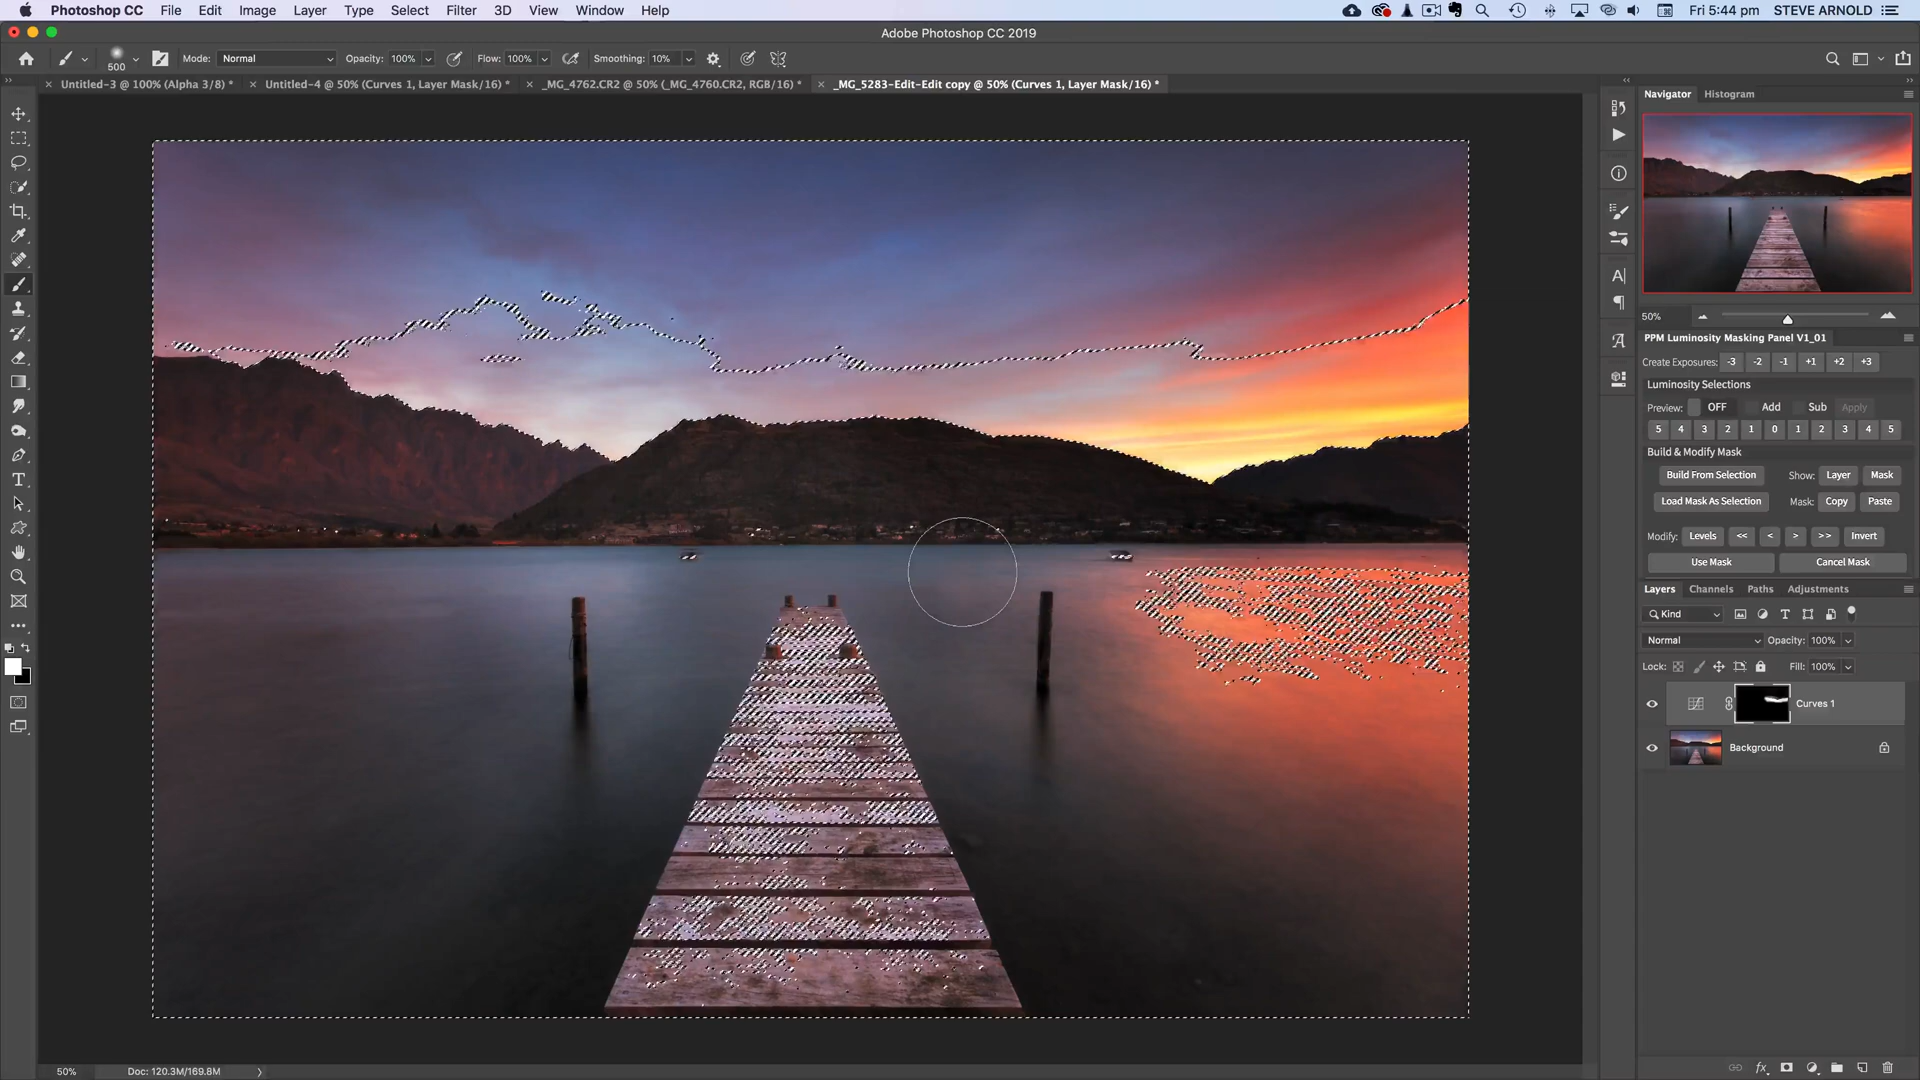 Photoshop CC File Edit Image Layer Type Select Filter 3D View Window Help Fri 5:44 pm STEVE ARNOLD
Adobe Photoshop CC 2019
500 Mode: Normal Opacity: 100% Flow: 100% Smoothing: 10%
Untitled-3 @ 100% (Alpha 3/8) * Untitled-4 @ 50% (Curves 1, Layer Mask/16) * _MG_4762.CR2 @ 50% (_MG_4760.CR2, RGB/16) * _MG_5283-Edit-Edit copy @ 50% (Curves 1, Layer Mask/16) *
Navigator Histogram
50%
PPM Luminosity Masking Panel V1_01
Create Exposures: -3 -2 -1 +1 +2 +3
Luminosity Selections
Preview: OFF Add Sub Apply
5 4 3 2 1 0 1 2 3 4 5
Build & Modify Mask
Build From Selection Show: Layer Mask
Load Mask As Selection Mask: Copy Paste
Modify: Levels << < > >> Invert
Use Mask Cancel Mask
Layers Channels Paths Adjustments
Kind
Normal Opacity: 100%
Lock: Fill: 100%
Curves 1
Background
50% Doc: 120.3M/169.8M